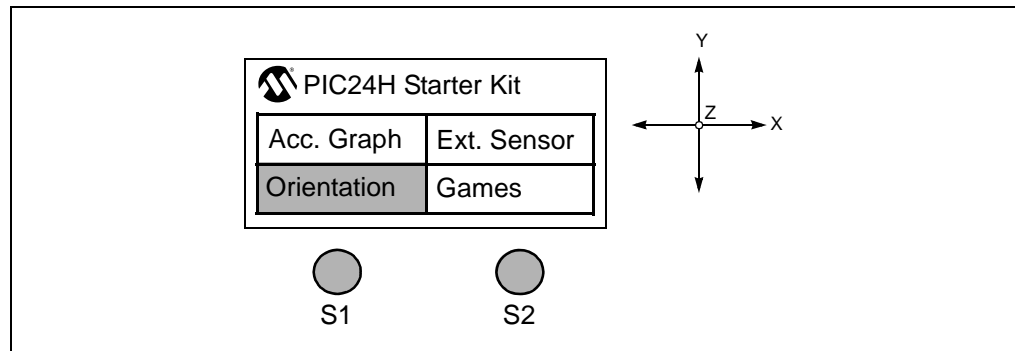 PIC24H Starter Kit
Acc. Graph Ext. Sensor
Orientation Games
S1 S2
Y
Z
X